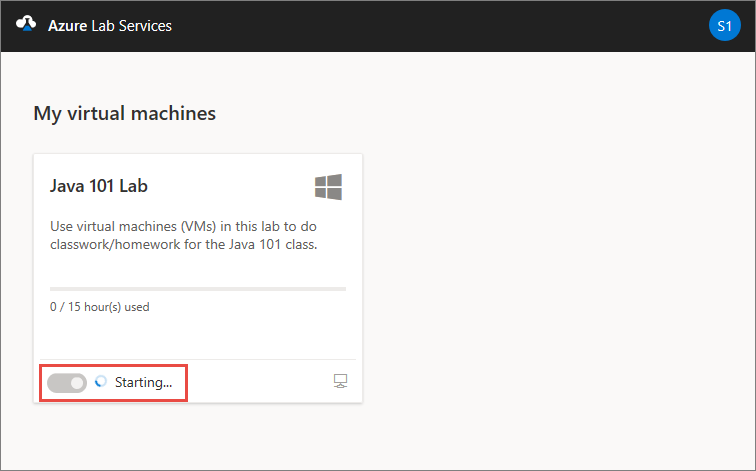 Azure Lab Services
S1
My virtual machines
Java 101 Lab
Use virtual machines (VMs) in this lab to do
classwork/homework for the Java 101 class.
0 / 15 hour(s) used
Starting...